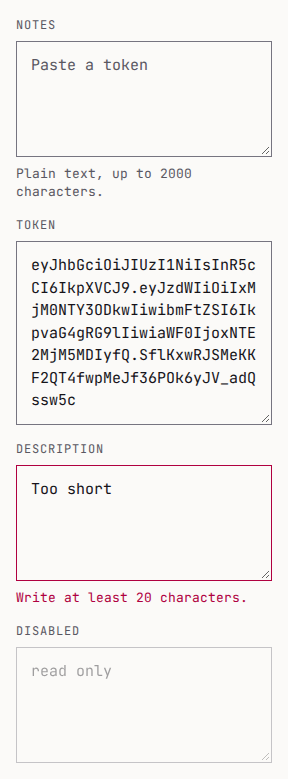 NOTES
Paste a token
Plain text, up to 2000
characters.
TOKEN
eyJhbGciOiJIUzI1NiIsInR5c
CI6IkpXVCJ9.eyJzdWIiOiIxM
jM0NTY3ODkwIiwibmFtZSI6Ik
pvaG4gRG9lIiwiaWF0IjoxNTE
2MjM5MDIyfQ.SflKxwRJSMeKK
F2QT4fwpMeJf36POk6yJV_adQ
ssw5c
DESCRIPTION
Too short
Write at least 20 characters.
DISABLED
read only